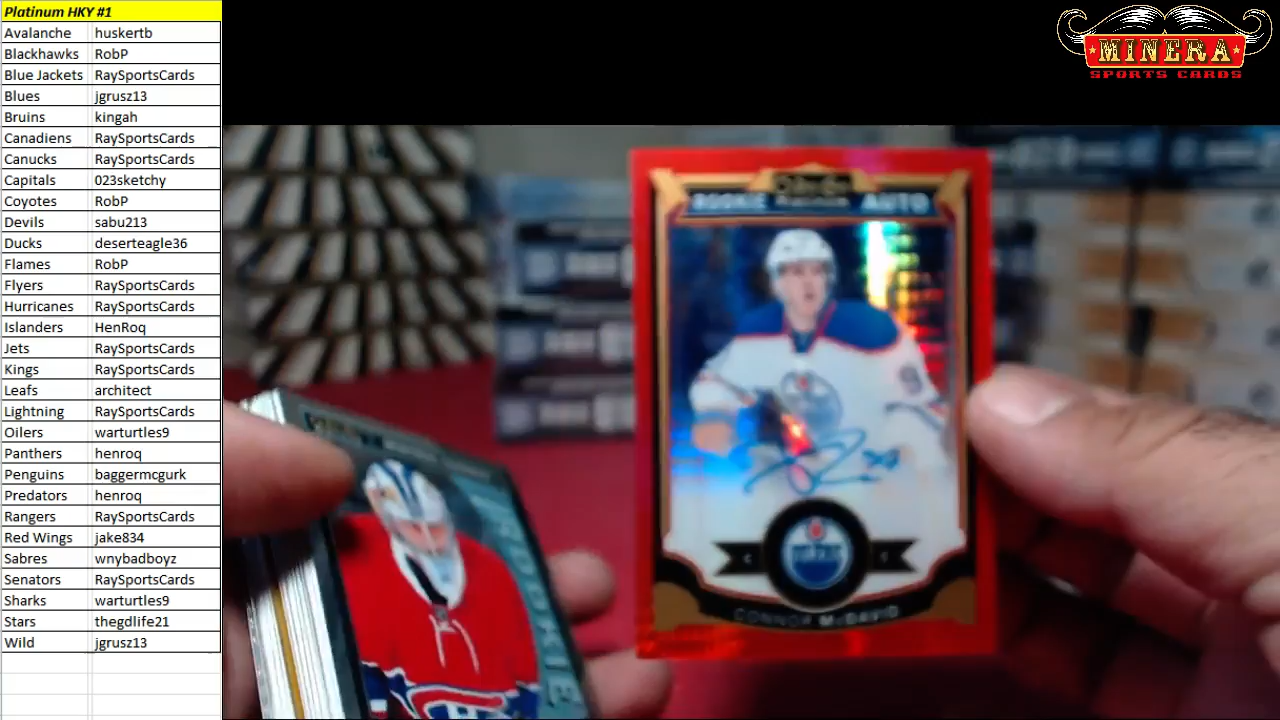 Platinum HKY #1
Avalanche huskertb
Blackhawks RobP
Blue Jackets RaySportsCards
Blues jgrusz13
Bruins kingah
Canadiens RaySportsCards
Canucks RaySportsCards
Capitals 023sketchy
Coyotes RobP
Devils sabu213
Ducks deserteagle36
Flames RobP
Flyers RaySportsCards
Hurricanes RaySportsCards
Islanders HenRoq
Jets RaySportsCards
Kings RaySportsCards
Leafs architect
Lightning RaySportsCards
Oilers warturtles9
Panthers henroq
Penguins baggermcgurk
Predators henroq
Rangers RaySportsCards
Red Wings jake834
Sabres wnybadboyz
Senators RaySportsCards
Sharks warturtles9
Stars thegdlife21
Wild jgrusz13
MINERA
SPORTS CARDS
ROOKIE AUTO
CONNOR McDAVID
ROOKIE